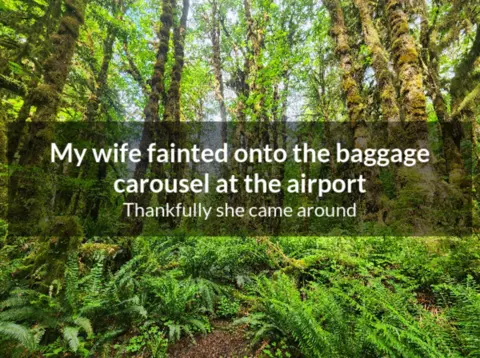 My wife fainted onto the baggage
carousel at the airport
Thankfully she came around